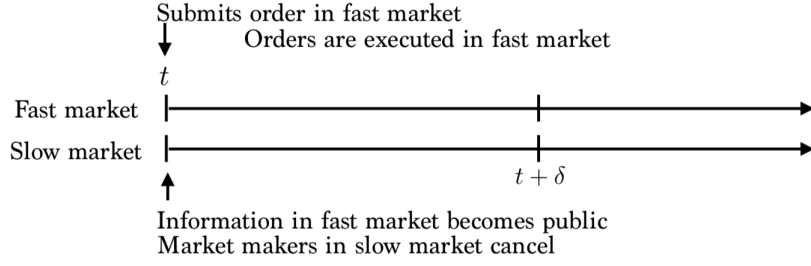 Submits order in fast market
Orders are executed in fast market
t
Fast market
Slow market
t + δ
Information in fast market becomes public
Market makers in slow market cancel